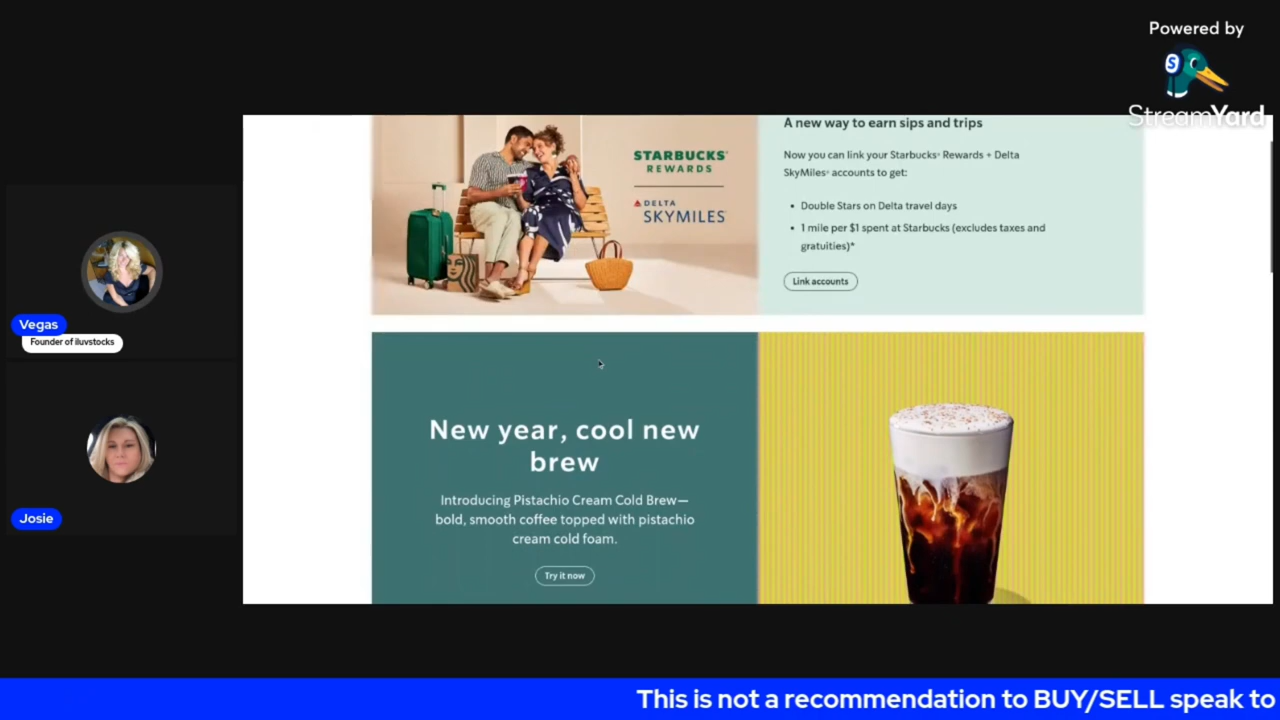 Powered by
StreamYard
A new way to earn sips and trips
STARBUCKS®
REWARDS
Now you can link your Starbucks® Rewards + Delta
SkyMiles® accounts to get:
DELTA
SKYMILES
• Double Stars on Delta travel days
• 1 mile per $1 spent at Starbucks (excludes taxes and
gratuities)*
Link accounts
Vegas
Founder of iluvstocks
New year, cool new
brew
Introducing Pistachio Cream Cold Brew—
bold, smooth coffee topped with pistachio
cream cold foam.
Try it now
Josie
This is not a recommendation to BUY/SELL speak to